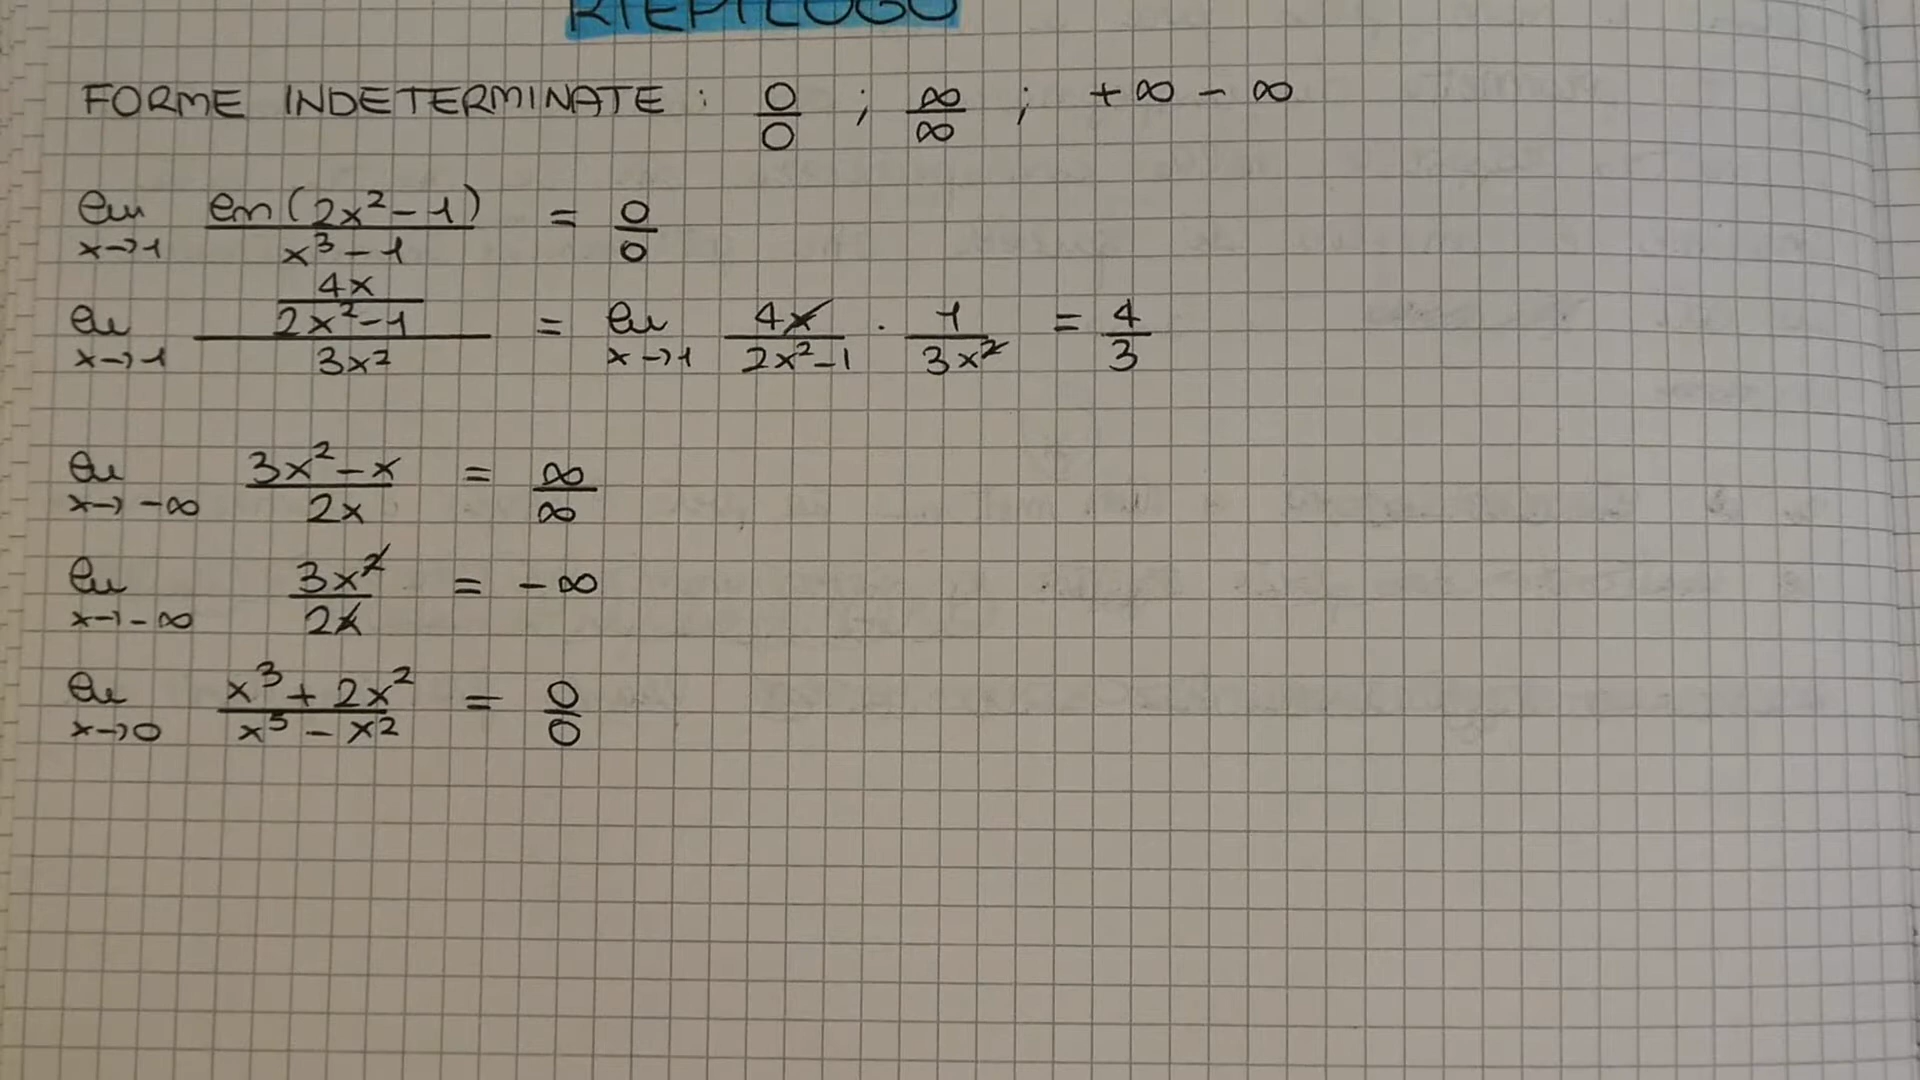 RIEPILOGO
FORME INDETERMINATE : 0/0 ; ∞/∞ ; +∞ - ∞
lim x→1 ln(2x²-1)/(x³-1) = 0/0
lim x→1 (4x/(2x²-1))/(3x²) = lim x→1 4x/(2x²-1) · 1/(3x²) = 4/3
lim x→-∞ (3x²-x)/(2x) = ∞/∞
lim x→-∞ 3x²/(2x) = -∞
lim x→0 (x³+2x²)/(x⁵-x²) = 0/0